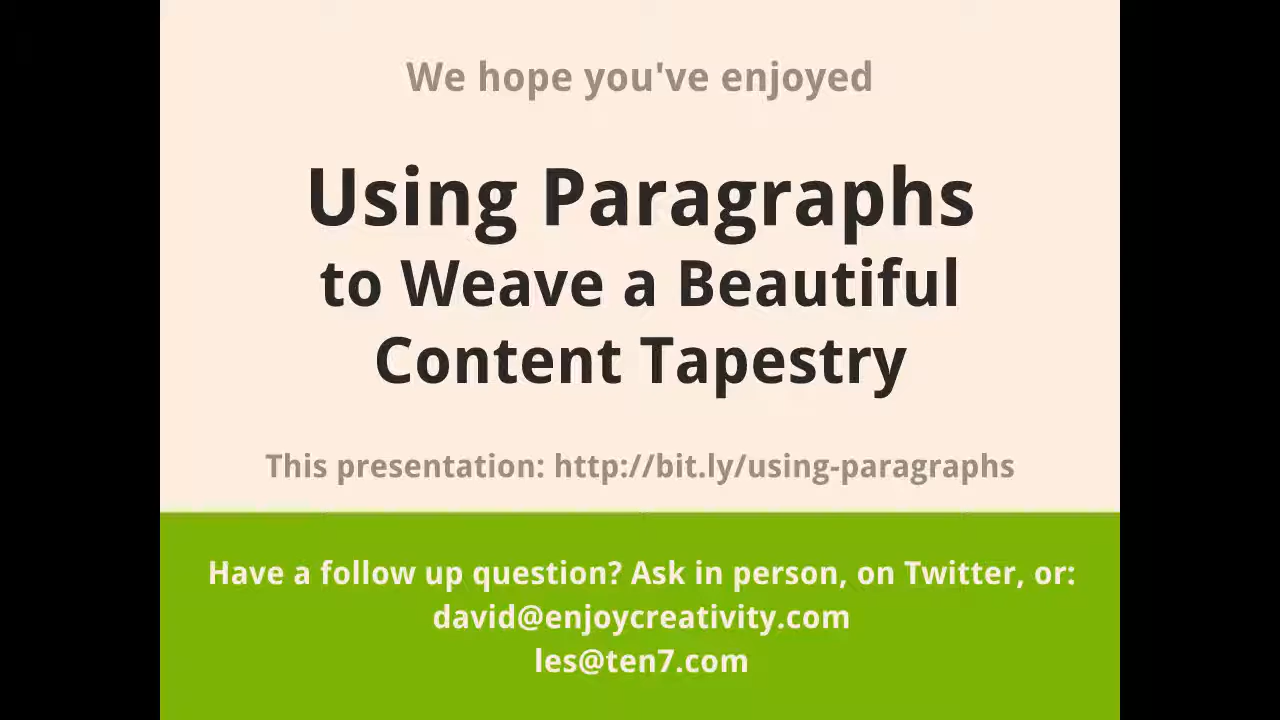 We hope you've enjoyed
Using Paragraphs
to Weave a Beautiful
Content Tapestry
This presentation: http://bit.ly/using-paragraphs
Have a follow up question? Ask in person, on Twitter, or:
david@enjoycreativity.com
les@ten7.com